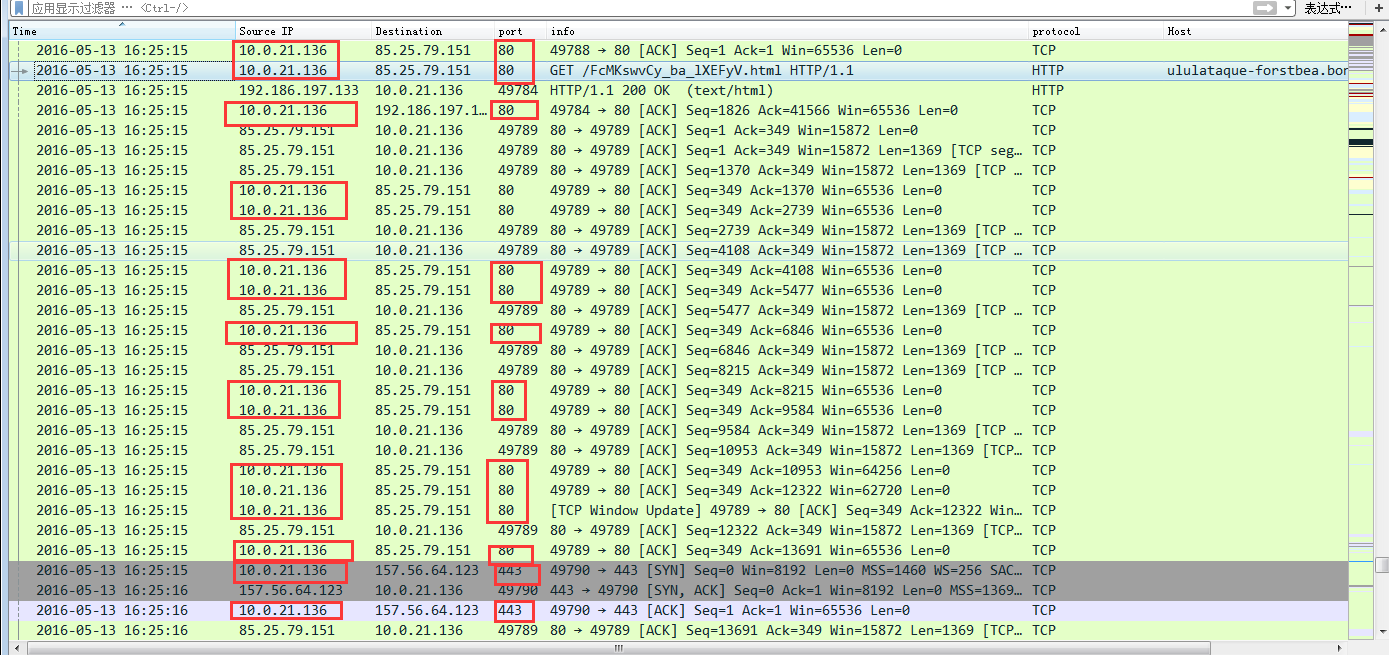 应用显示过滤器 … <Ctrl-/> 表达式… +
Time Source IP Destination port info protocol Host
2016-05-13 16:25:15 10.0.21.136 85.25.79.151 80 49788 → 80 [ACK] Seq=1 Ack=1 Win=65536 Len=0 TCP
2016-05-13 16:25:15 10.0.21.136 85.25.79.151 80 GET /FcMKswvCy_ba_lXEFyV.html HTTP/1.1 HTTP ululataque-forstbea.bon
2016-05-13 16:25:15 192.186.197.133 10.0.21.136 49784 HTTP/1.1 200 OK (text/html) HTTP
2016-05-13 16:25:15 10.0.21.136 192.186.197.1… 80 49784 → 80 [ACK] Seq=1826 Ack=41566 Win=65536 Len=0 TCP
2016-05-13 16:25:15 85.25.79.151 10.0.21.136 49789 80 → 49789 [ACK] Seq=1 Ack=349 Win=15872 Len=0 TCP
2016-05-13 16:25:15 85.25.79.151 10.0.21.136 49789 80 → 49789 [ACK] Seq=1 Ack=349 Win=15872 Len=1369 [TCP seg… TCP
2016-05-13 16:25:15 85.25.79.151 10.0.21.136 49789 80 → 49789 [ACK] Seq=1370 Ack=349 Win=15872 Len=1369 [TCP … TCP
2016-05-13 16:25:15 10.0.21.136 85.25.79.151 80 49789 → 80 [ACK] Seq=349 Ack=1370 Win=65536 Len=0 TCP
2016-05-13 16:25:15 10.0.21.136 85.25.79.151 80 49789 → 80 [ACK] Seq=349 Ack=2739 Win=65536 Len=0 TCP
2016-05-13 16:25:15 85.25.79.151 10.0.21.136 49789 80 → 49789 [ACK] Seq=2739 Ack=349 Win=15872 Len=1369 [TCP … TCP
2016-05-13 16:25:15 85.25.79.151 10.0.21.136 49789 80 → 49789 [ACK] Seq=4108 Ack=349 Win=15872 Len=1369 [TCP … TCP
2016-05-13 16:25:15 10.0.21.136 85.25.79.151 80 49789 → 80 [ACK] Seq=349 Ack=4108 Win=65536 Len=0 TCP
2016-05-13 16:25:15 10.0.21.136 85.25.79.151 80 49789 → 80 [ACK] Seq=349 Ack=5477 Win=65536 Len=0 TCP
2016-05-13 16:25:15 85.25.79.151 10.0.21.136 49789 80 → 49789 [ACK] Seq=5477 Ack=349 Win=15872 Len=1369 [TCP … TCP
2016-05-13 16:25:15 10.0.21.136 85.25.79.151 80 49789 → 80 [ACK] Seq=349 Ack=6846 Win=65536 Len=0 TCP
2016-05-13 16:25:15 85.25.79.151 10.0.21.136 49789 80 → 49789 [ACK] Seq=6846 Ack=349 Win=15872 Len=1369 [TCP … TCP
2016-05-13 16:25:15 85.25.79.151 10.0.21.136 49789 80 → 49789 [ACK] Seq=8215 Ack=349 Win=15872 Len=1369 [TCP … TCP
2016-05-13 16:25:15 10.0.21.136 85.25.79.151 80 49789 → 80 [ACK] Seq=349 Ack=8215 Win=65536 Len=0 TCP
2016-05-13 16:25:15 10.0.21.136 85.25.79.151 80 49789 → 80 [ACK] Seq=349 Ack=9584 Win=65536 Len=0 TCP
2016-05-13 16:25:15 85.25.79.151 10.0.21.136 49789 80 → 49789 [ACK] Seq=9584 Ack=349 Win=15872 Len=1369 [TCP … TCP
2016-05-13 16:25:15 85.25.79.151 10.0.21.136 49789 80 → 49789 [ACK] Seq=10953 Ack=349 Win=15872 Len=1369 [TCP… TCP
2016-05-13 16:25:15 10.0.21.136 85.25.79.151 80 49789 → 80 [ACK] Seq=349 Ack=10953 Win=64256 Len=0 TCP
2016-05-13 16:25:15 10.0.21.136 85.25.79.151 80 49789 → 80 [ACK] Seq=349 Ack=12322 Win=62720 Len=0 TCP
2016-05-13 16:25:15 10.0.21.136 85.25.79.151 80 [TCP Window Update] 49789 → 80 [ACK] Seq=349 Ack=12322 Win… TCP
2016-05-13 16:25:15 85.25.79.151 10.0.21.136 49789 80 → 49789 [ACK] Seq=12322 Ack=349 Win=15872 Len=1369 [TCP… TCP
2016-05-13 16:25:15 10.0.21.136 85.25.79.151 80 49789 → 80 [ACK] Seq=349 Ack=13691 Win=65536 Len=0 TCP
2016-05-13 16:25:15 10.0.21.136 157.56.64.123 443 49790 → 443 [SYN] Seq=0 Win=8192 Len=0 MSS=1460 WS=256 SAC… TCP
2016-05-13 16:25:16 157.56.64.123 10.0.21.136 49790 443 → 49790 [SYN, ACK] Seq=0 Ack=1 Win=8192 Len=0 MSS=1369… TCP
2016-05-13 16:25:16 10.0.21.136 157.56.64.123 443 49790 → 443 [ACK] Seq=1 Ack=1 Win=65536 Len=0 TCP
2016-05-13 16:25:16 85.25.79.151 10.0.21.136 49789 80 → 49789 [ACK] Seq=13691 Ack=349 Win=15872 Len=1369 [TCP… TCP